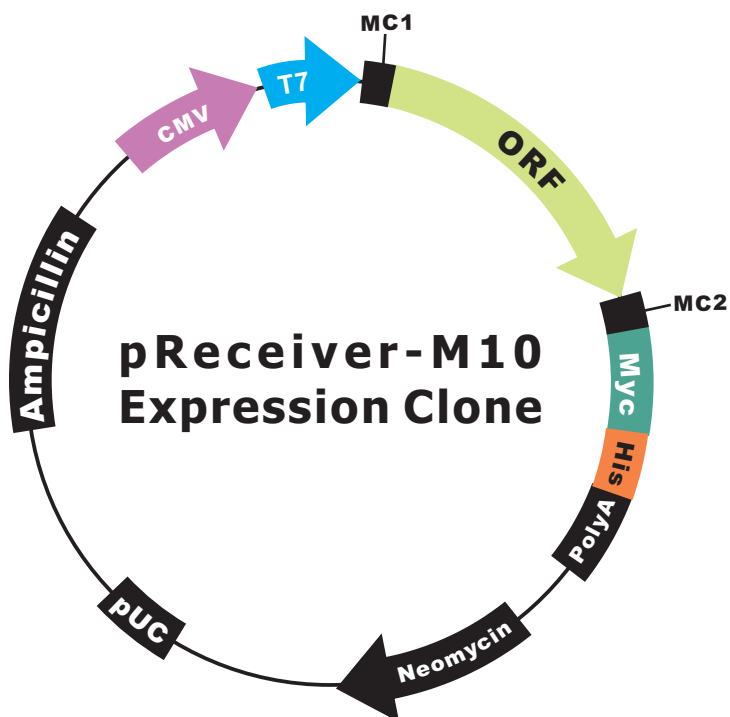 MC1
T7
CMV
ORF
MC2
Ampicillin
pReceiver-M10
Expression Clone
Myc
His
PolyA
Neomycin
pUC